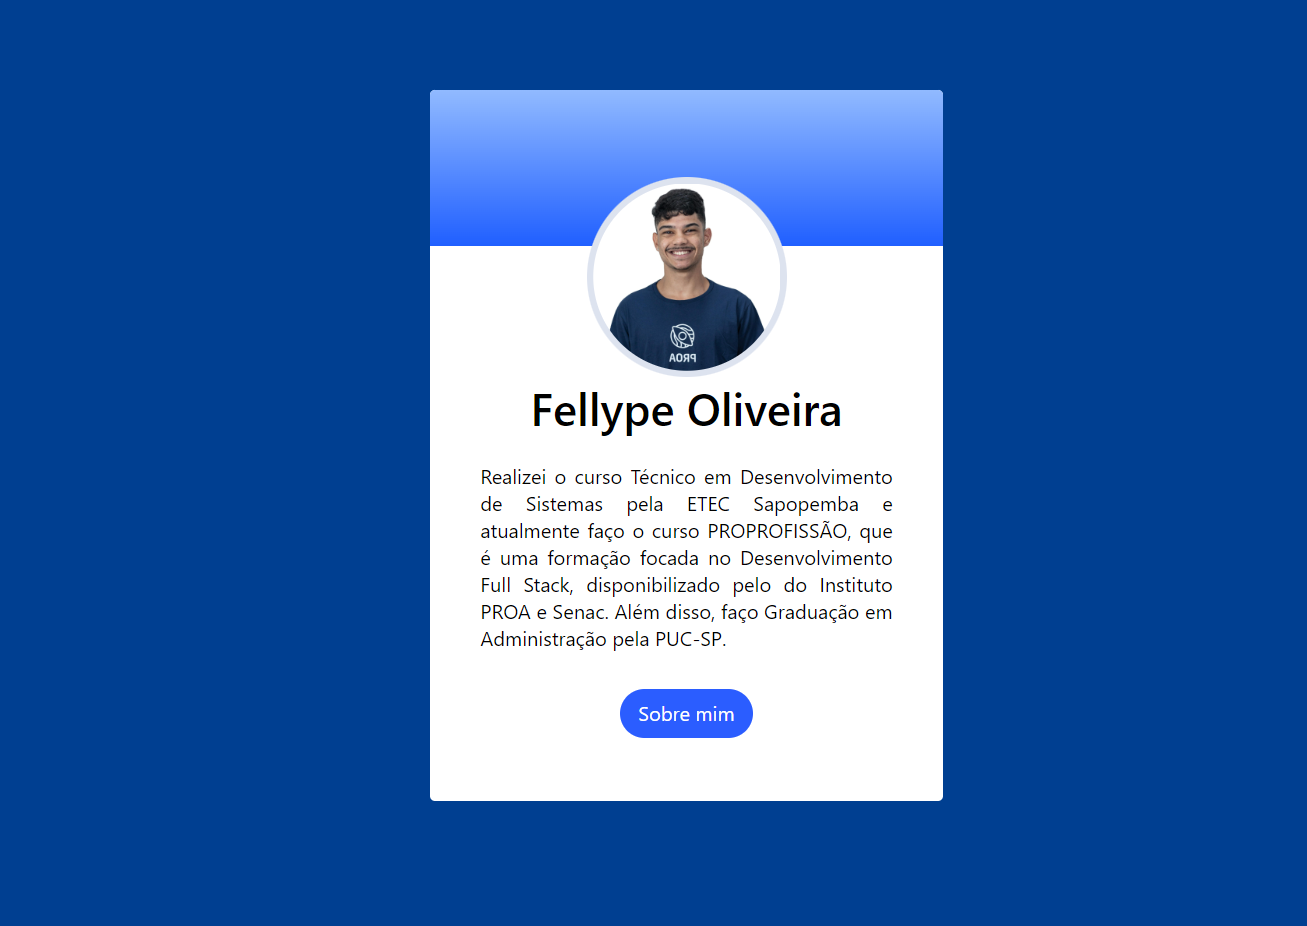 PROA
Fellype Oliveira
Realizei o curso Técnico em Desenvolvimento
de Sistemas pela ETEC Sapopemba e
atualmente faço o curso PROPROFISSÃO, que
é uma formação focada no Desenvolvimento
Full Stack, disponibilizado pelo do Instituto
PROA e Senac. Além disso, faço Graduação em
Administração pela PUC-SP.
Sobre mim